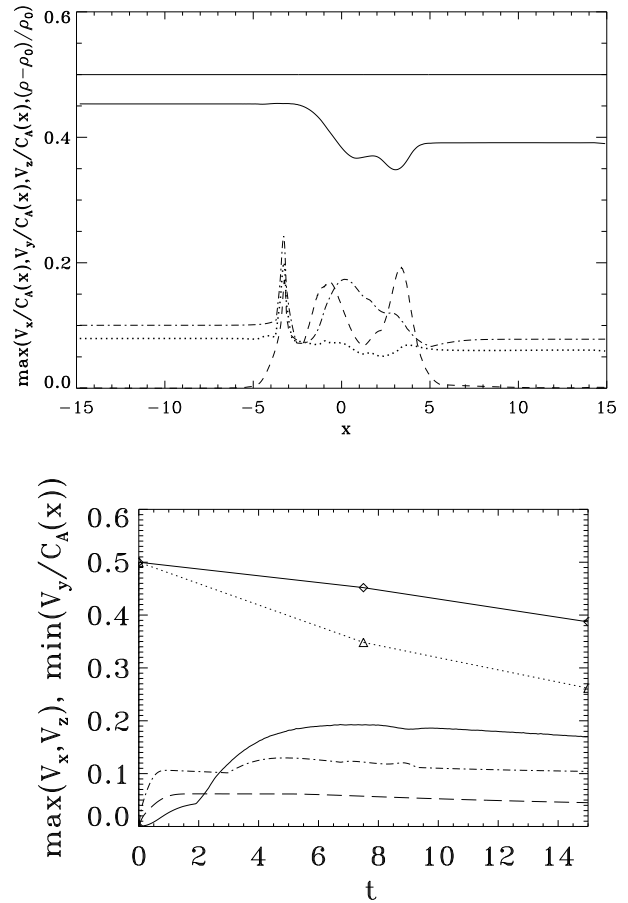 max(V_x/C_A(x),V_y/C_A(x),V_z/C_A(x),(ρ−ρ_0)/ρ_0)
0.6
0.4
0.2
0.0
−15 −10 −5 0 5 10 15
x
max(V_x,V_z), min(V_y/C_A(x))
0.6
0.5
0.4
0.3
0.2
0.1
0.0
0 2 4 6 8 10 12 14
t